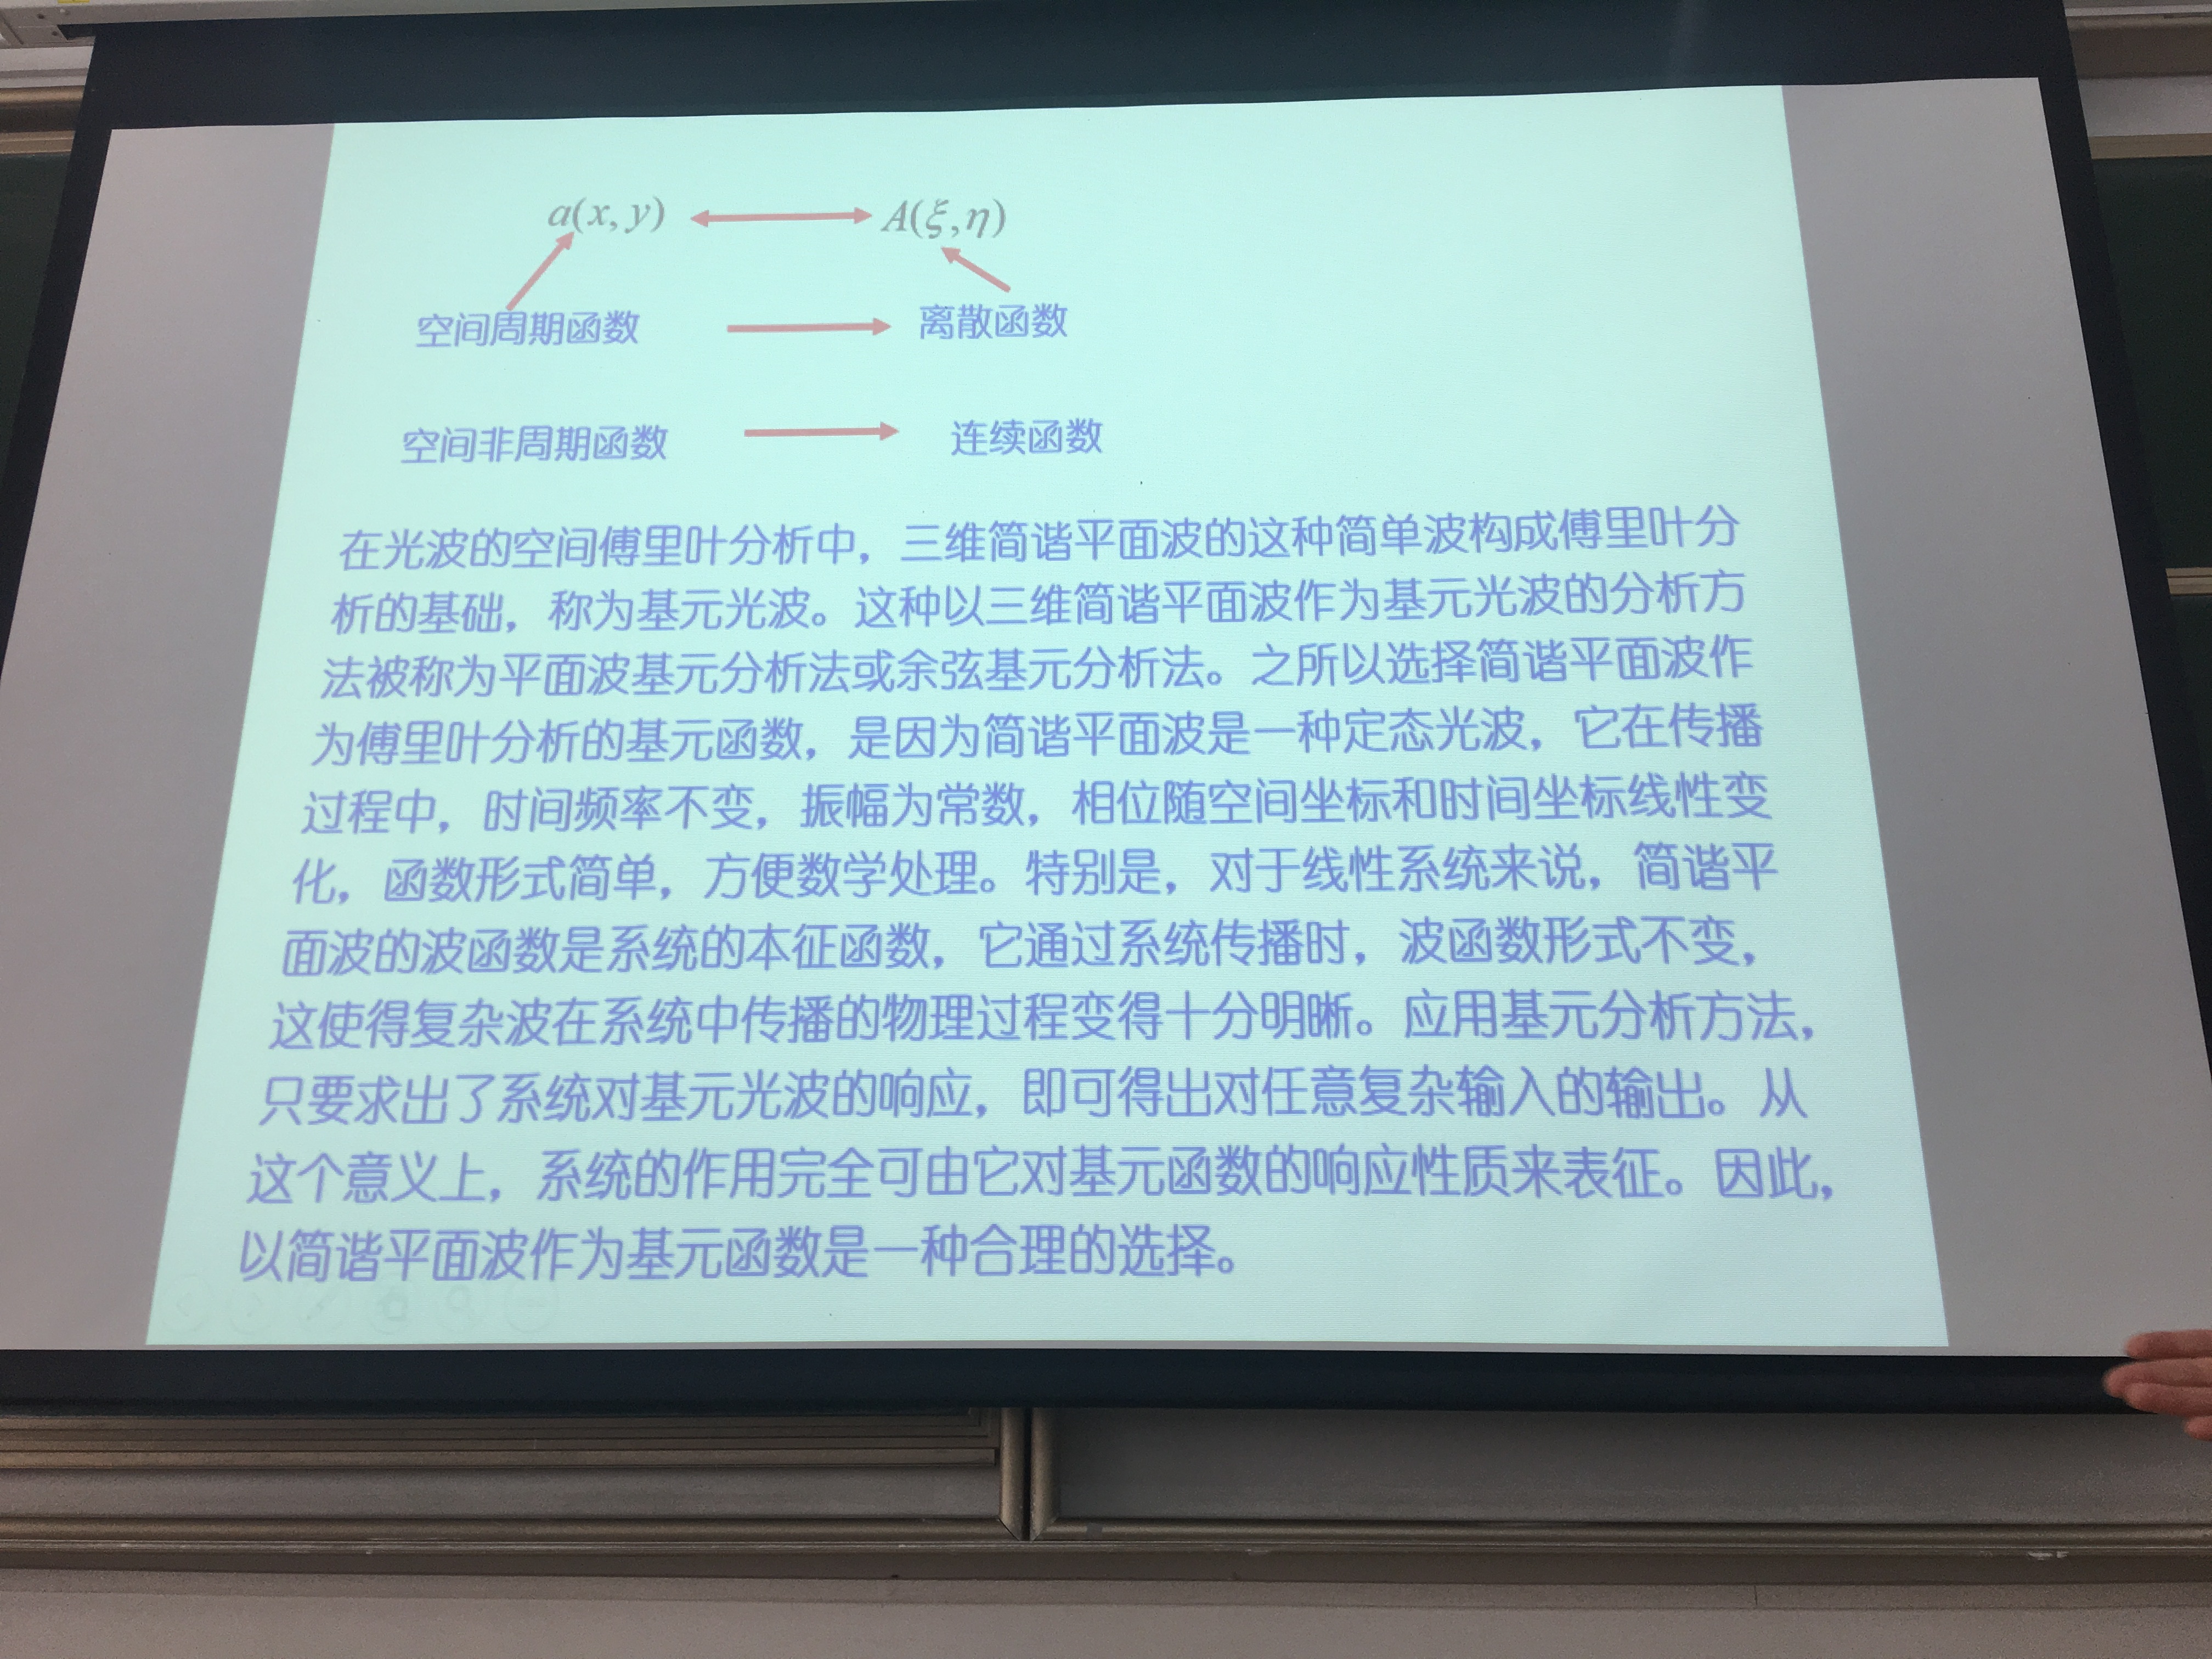 a(x, y) A(ξ,η)
空间周期函数 离散函数
空间非周期函数 连续函数
在光波的空间傅里叶分析中，三维简谐平面波的这种简单波构成傅里叶分
析的基础，称为基元光波。这种以三维简谐平面波作为基元光波的分析方
法被称为平面波基元分析法或余弦基元分析法。之所以选择简谐平面波作
为傅里叶分析的基元函数，是因为简谐平面波是一种定态光波，它在传播
过程中，时间频率不变，振幅为常数，相位随空间坐标和时间坐标线性变
化，函数形式简单，方便数学处理。特别是，对于线性系统来说，简谐平
面波的波函数是系统的本征函数，它通过系统传播时，波函数形式不变，
这使得复杂波在系统中传播的物理过程变得十分明晰。应用基元分析方法，
只要求出了系统对基元光波的响应，即可得出对任意复杂输入的输出。从
这个意义上，系统的作用完全可由它对基元函数的响应性质来表征。因此，
以简谐平面波作为基元函数是一种合理的选择。